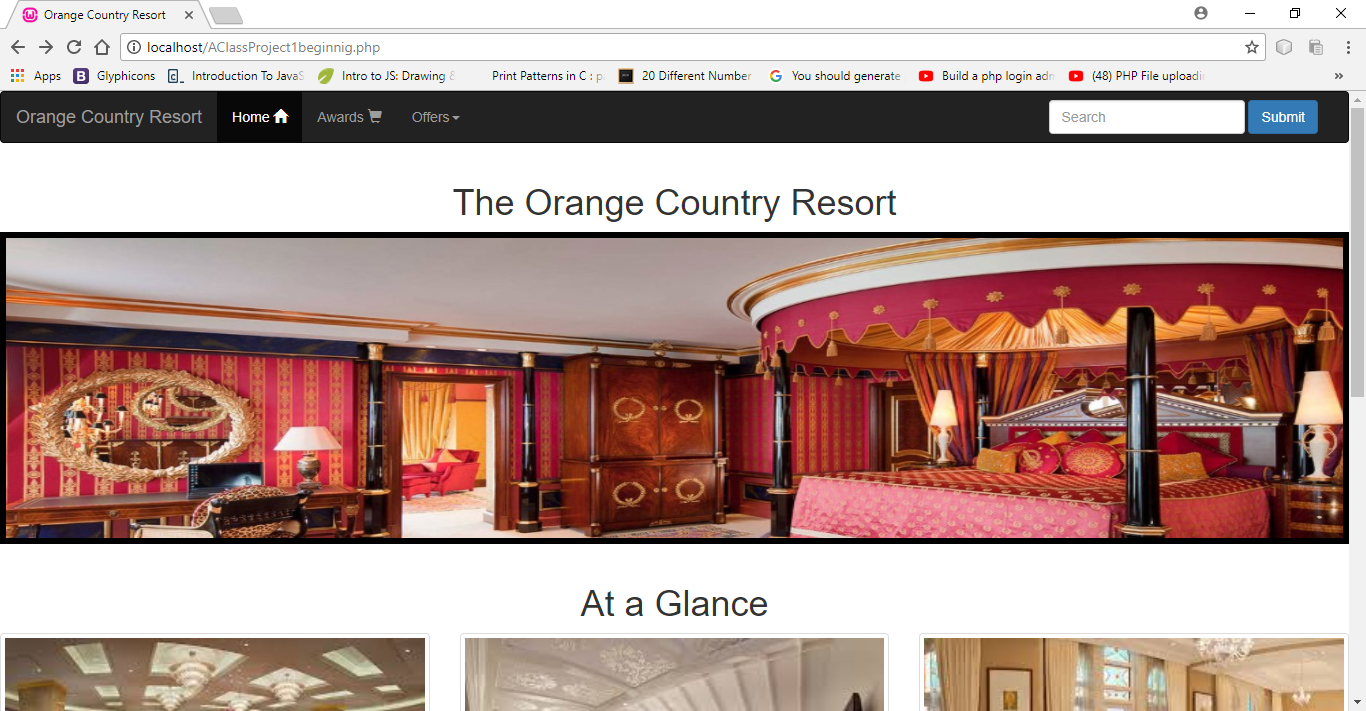 Orange Country Resort
localhost/AClassProject1beginnig.php
Apps B Glyphicons Introduction To JavaS Intro to JS: Drawing & Print Patterns in C : p 20 Different Number G You should generate Build a php login adm (48) PHP File uploadi »
Orange Country Resort Home Awards Offers Search Submit
The Orange Country Resort
At a Glance